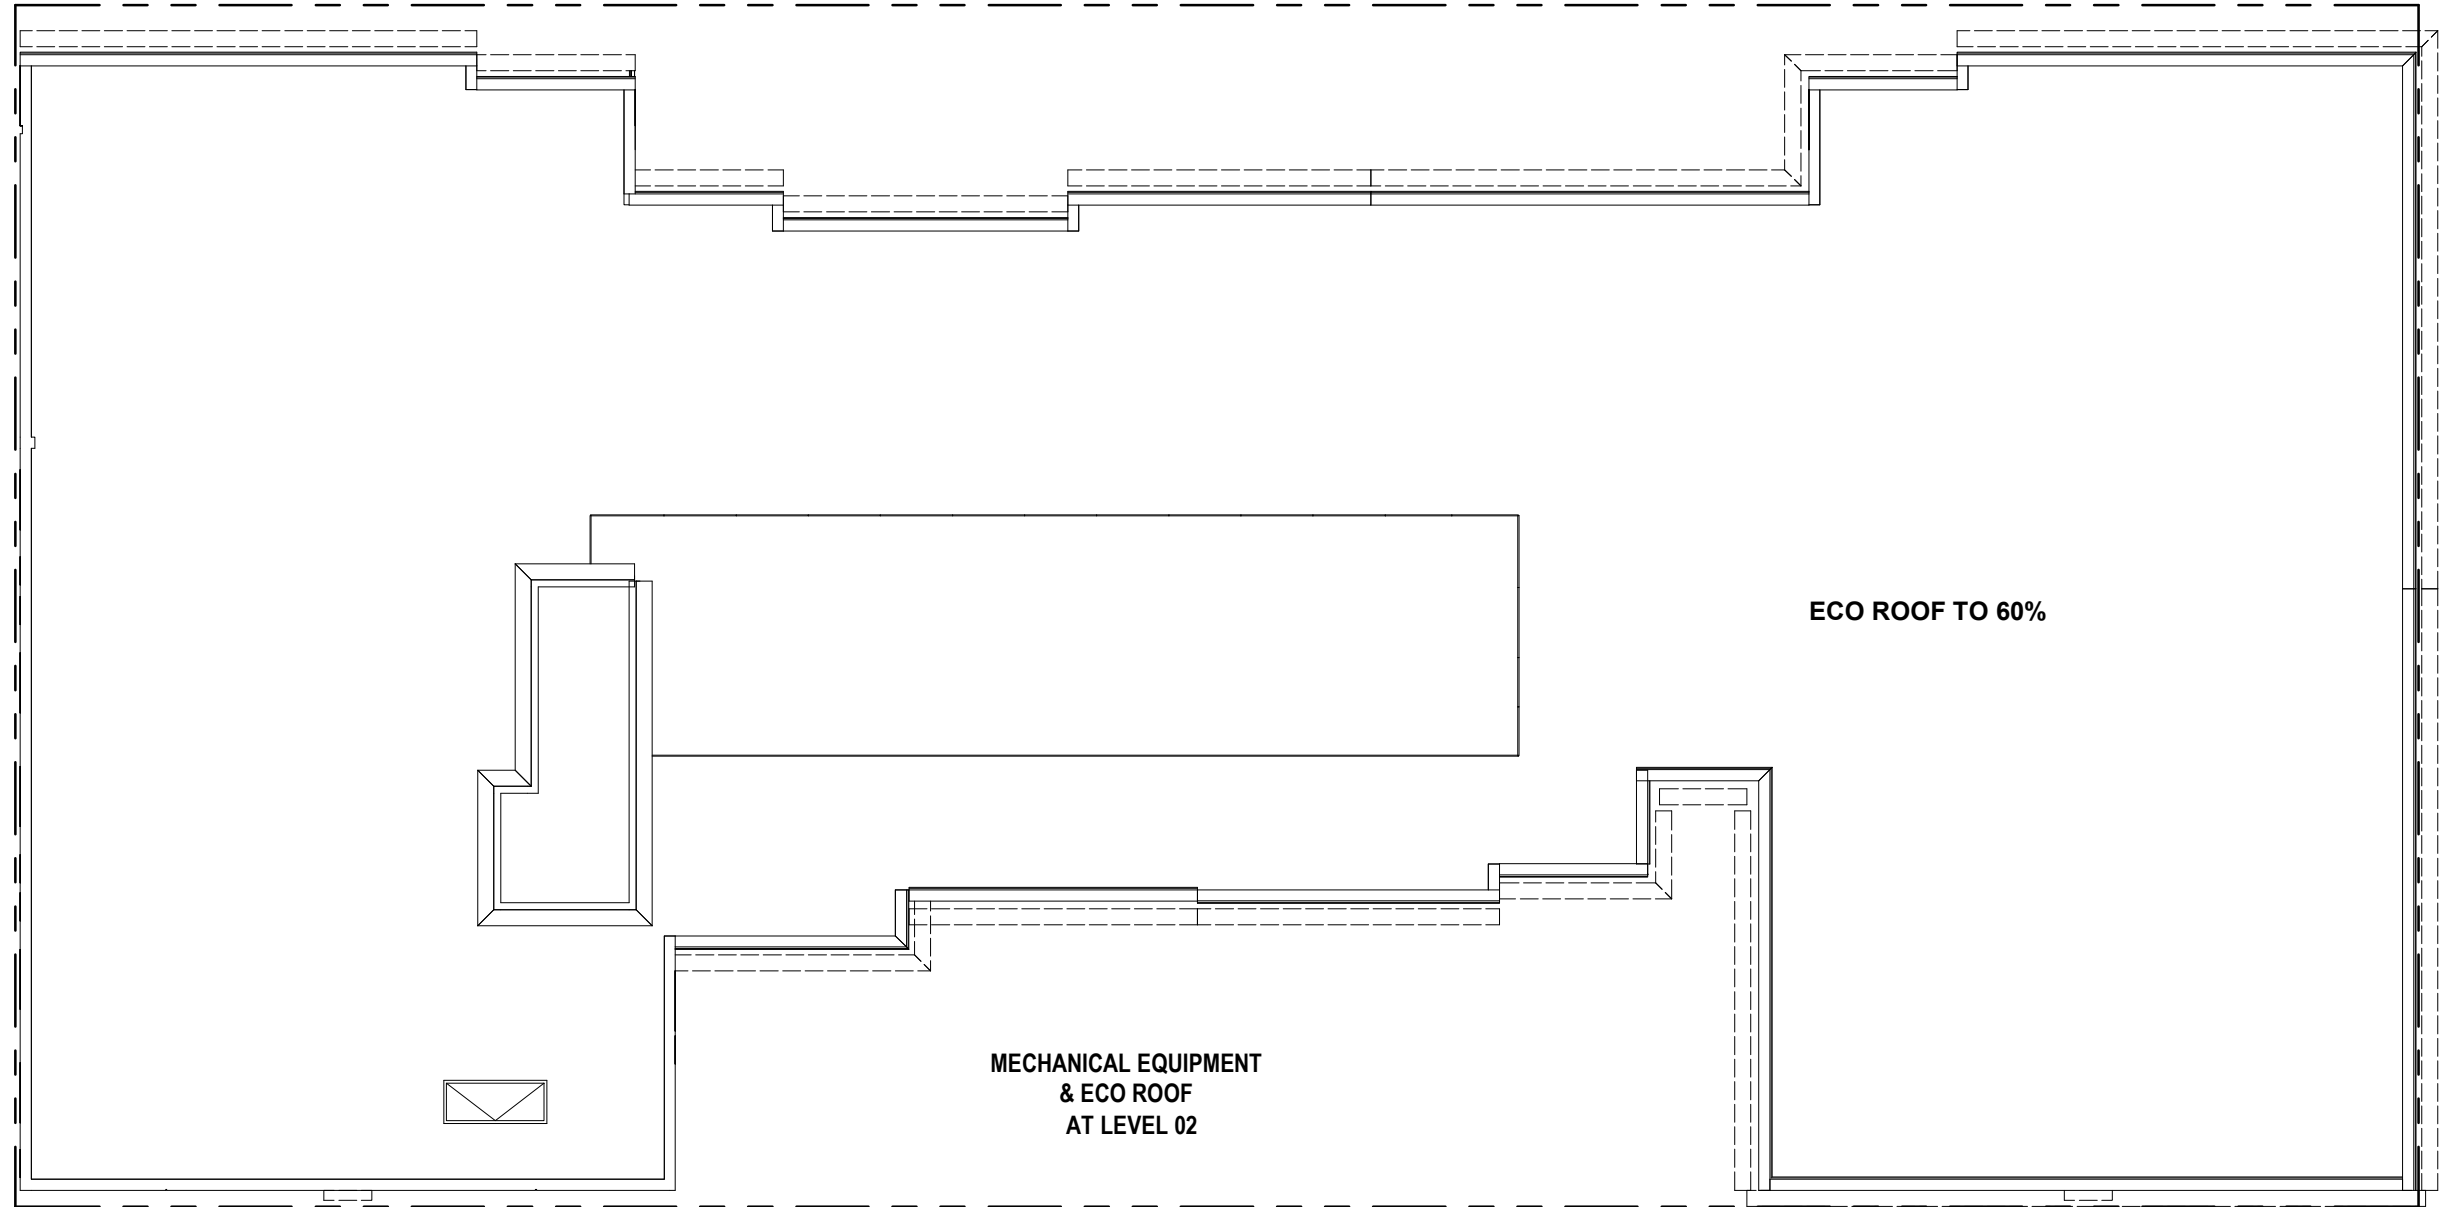 ECO ROOF TO 60%
MECHANICAL EQUIPMENT
& ECO ROOF
AT LEVEL 02